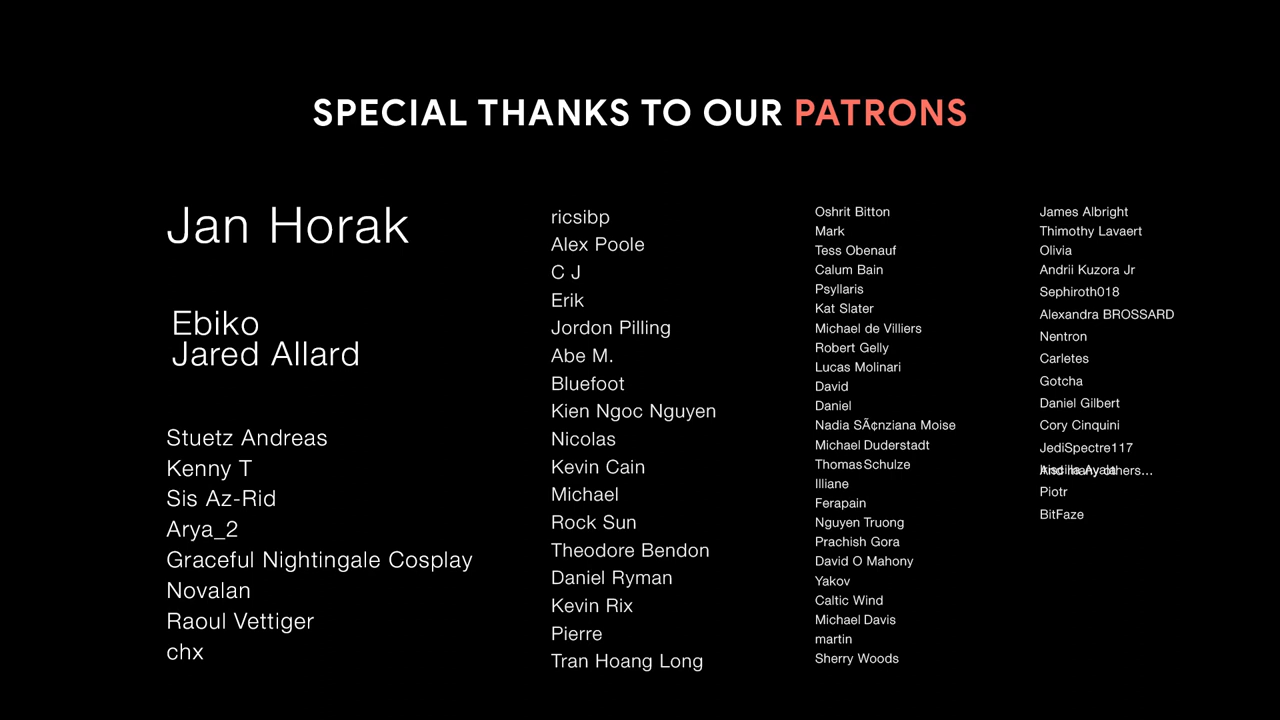 SPECIAL THANKS TO OUR PATRONS
Jan Horak
Ebiko
Jared Allard
Stuetz Andreas
Kenny T
Sis Az-Rid
Arya_2
Graceful Nightingale Cosplay
Novalan
Raoul Vettiger
chx
ricsibp
Alex Poole
C J
Erik
Jordon Pilling
Abe M.
Bluefoot
Kien Ngoc Nguyen
Nicolas
Kevin Cain
Michael
Rock Sun
Theodore Bendon
Daniel Ryman
Kevin Rix
Pierre
Tran Hoang Long
Oshrit Bitton
Mark
Tess Obenauf
Calum Bain
Psyllaris
Kat Slater
Michael de Villiers
Robert Gelly
Lucas Molinari
David
Daniel
Nadia SÃ¢nziana Moise
Michael Duderstadt
Thomas Schulze
Illiane
Ferapain
Nguyen Truong
Prachish Gora
David O Mahony
Yakov
Caltic Wind
Michael Davis
martin
Sherry Woods
James Albright
Thimothy Lavaert
Olivia
Andrii Kuzora Jr
Sephiroth018
Alexandra BROSSARD
Nentron
Carletes
Gotcha
Daniel Gilbert
Cory Cinquini
JediSpectre117
And many others...
Piotr
BitFaze